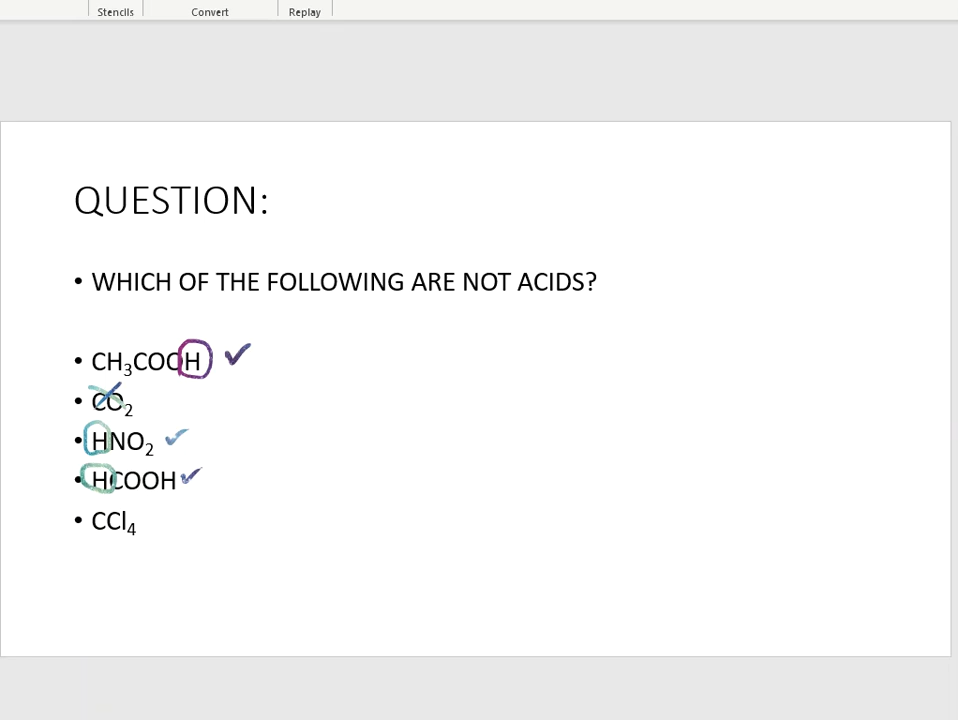 Stencils Convert Replay
QUESTION:
• WHICH OF THE FOLLOWING ARE NOT ACIDS?
• CH₃COOH ✔
• CO₂
• HNO₂ ✔
• HCOOH ✔
• CCl₄